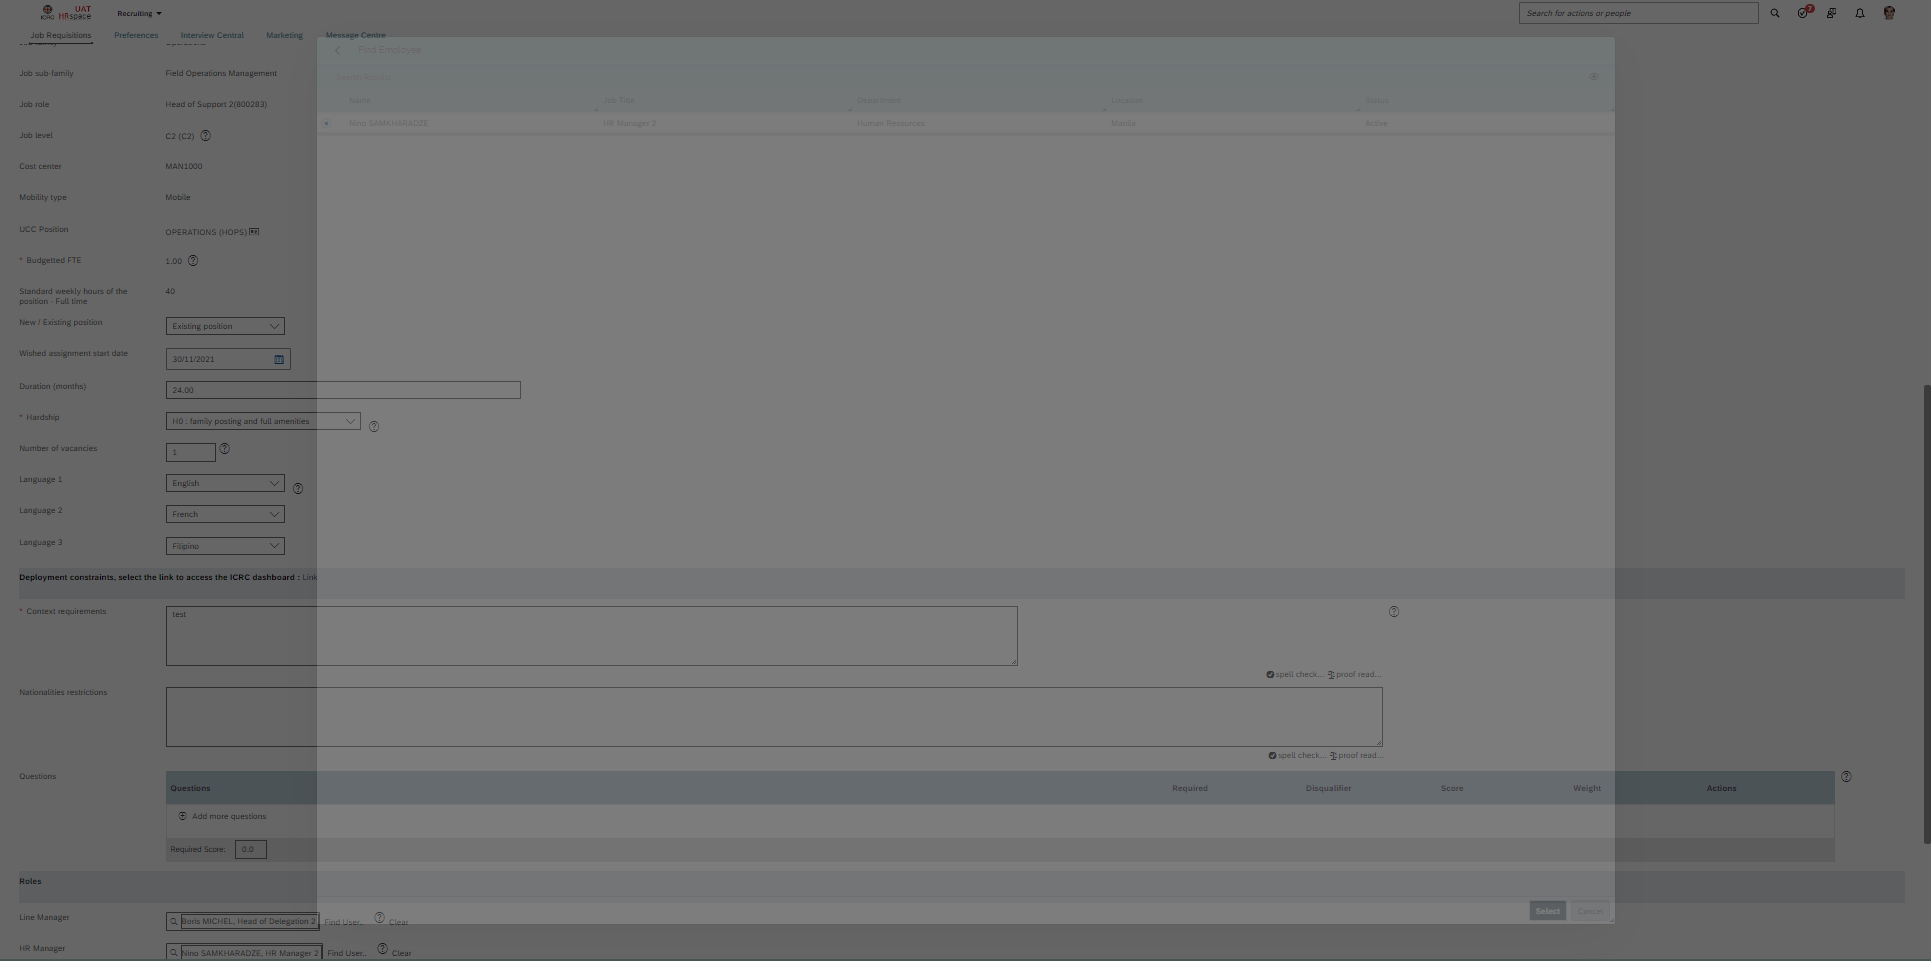 ICRC UAT HRspace
Recruiting
Search for actions or people
7
Job Requisitions Preferences Interview Central Marketing Message Centre
Find Employee
Job sub-family Field Operations Management
Name Job Title Department Location Status
Job role Head of Support 2(800283)
Nino SAMKHARADZE HR Manager 2 Human Resources Manila Active
Job level C2 (C2)
Cost center MAN1000
Mobility type Mobile
UCC Position OPERATIONS (HOPS)
* Budgetted FTE 1.00
Standard weekly hours of the position - Full time 40
New / Existing position Existing position
Wished assignment start date 30/11/2021
Duration (months) 24.00
* Hardship H0 : family posting and full amenities
Number of vacancies 1
Language 1 English
Language 2 French
Language 3 Filipino
Deployment constraints, select the link to access the ICRC dashboard : Link
* Context requirements test
spell check... proof read...
Nationalities restrictions
spell check... proof read...
Questions
Questions Required Disqualifier Score Weight Actions
Add more questions
Required Score: 0.0
Roles
Select Cancel
Line Manager Boris MICHEL, Head of Delegation 2 Find User.. Clear
HR Manager Nino SAMKHARADZE, HR Manager 2 Find User.. Clear